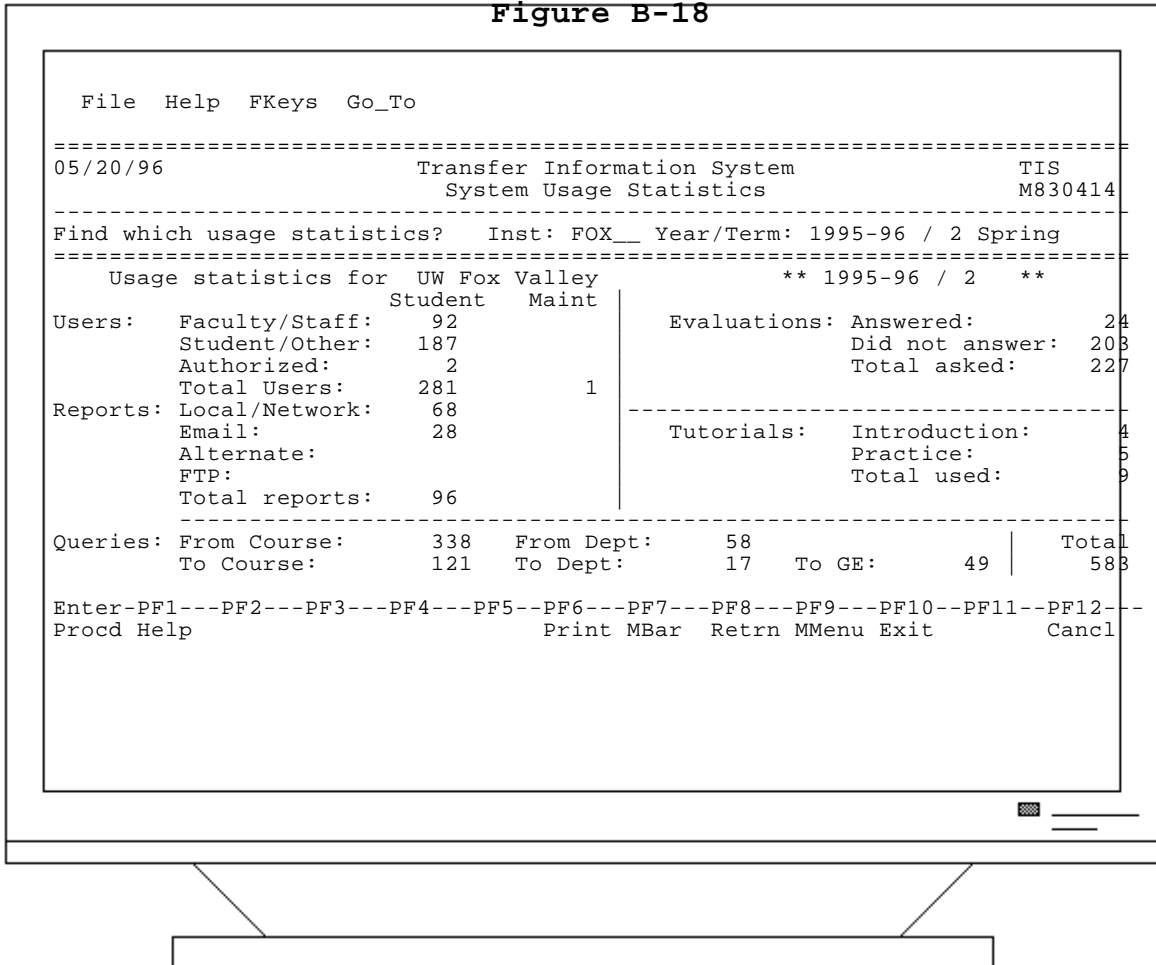 Figure B-18
File  Help  FKeys  Go_To
=============================================================================
05/20/96                  Transfer Information System                TIS
                            System Usage Statistics                  M830414
-----------------------------------------------------------------------------
Find which usage statistics?   Inst: FOX__ Year/Term: 1995-96 / 2 Spring
=============================================================================
    Usage statistics for  UW Fox Valley             ** 1995-96 / 2   **
                        Student   Maint |
Users:   Faculty/Staff:    92           |   Evaluations: Answered:         24
         Student/Other:   187           |                Did not answer:  203
         Authorized:        2           |                Total asked:     227
         Total Users:     281         1 |
Reports: Local/Network:    68           |------------------------------------
         Email:            28           |   Tutorials:   Introduction:      4
         Alternate:                     |                Practice:          5
         FTP:                           |                Total used:        9
         Total reports:    96           |
         --------------------------------------------------------------------
Queries: From Course:      338   From Dept:     58                  |   Total
         To Course:        121   To Dept:       17   To GE:      49 |     583
Enter-PF1---PF2---PF3---PF4---PF5--PF6---PF7---PF8---PF9---PF10--PF11--PF12---
Procd Help                         Print MBar  Retrn MMenu Exit        Cancl